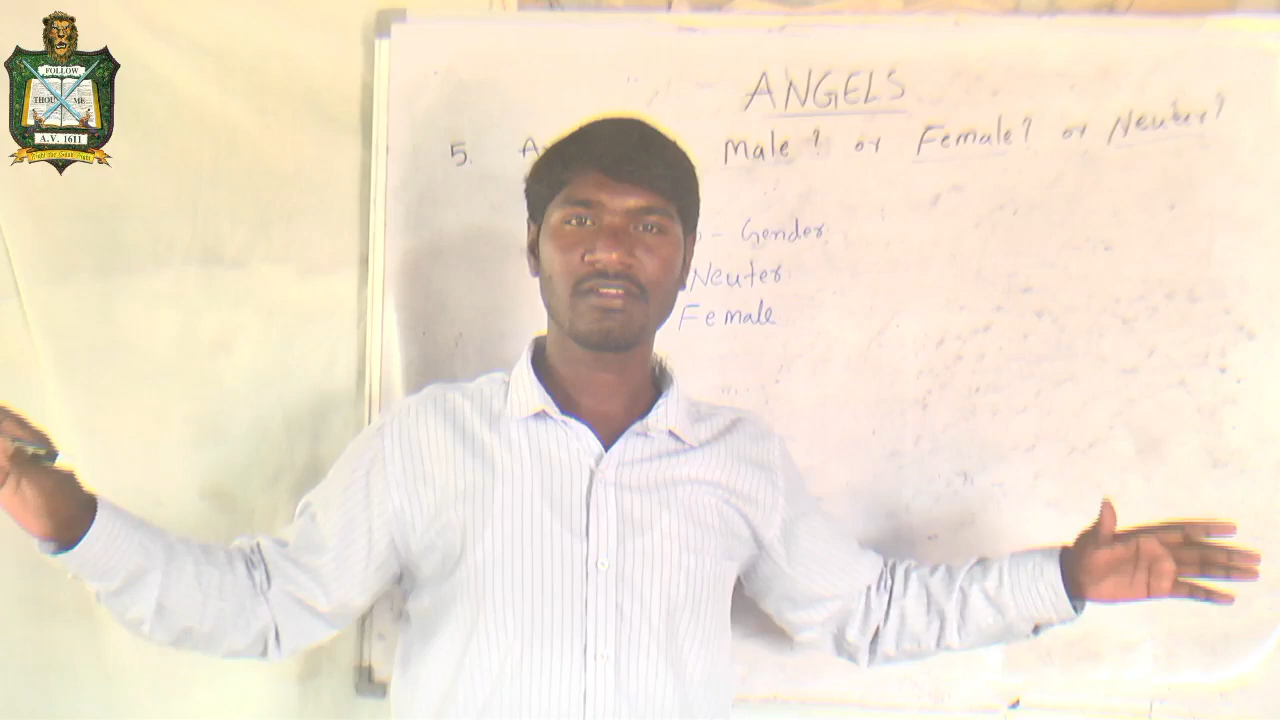 FOLLOW
THOU ME
A.V. 1611
ANGELS
5. Male? or Female? or Neuter?
- Gender
Neuter
Female